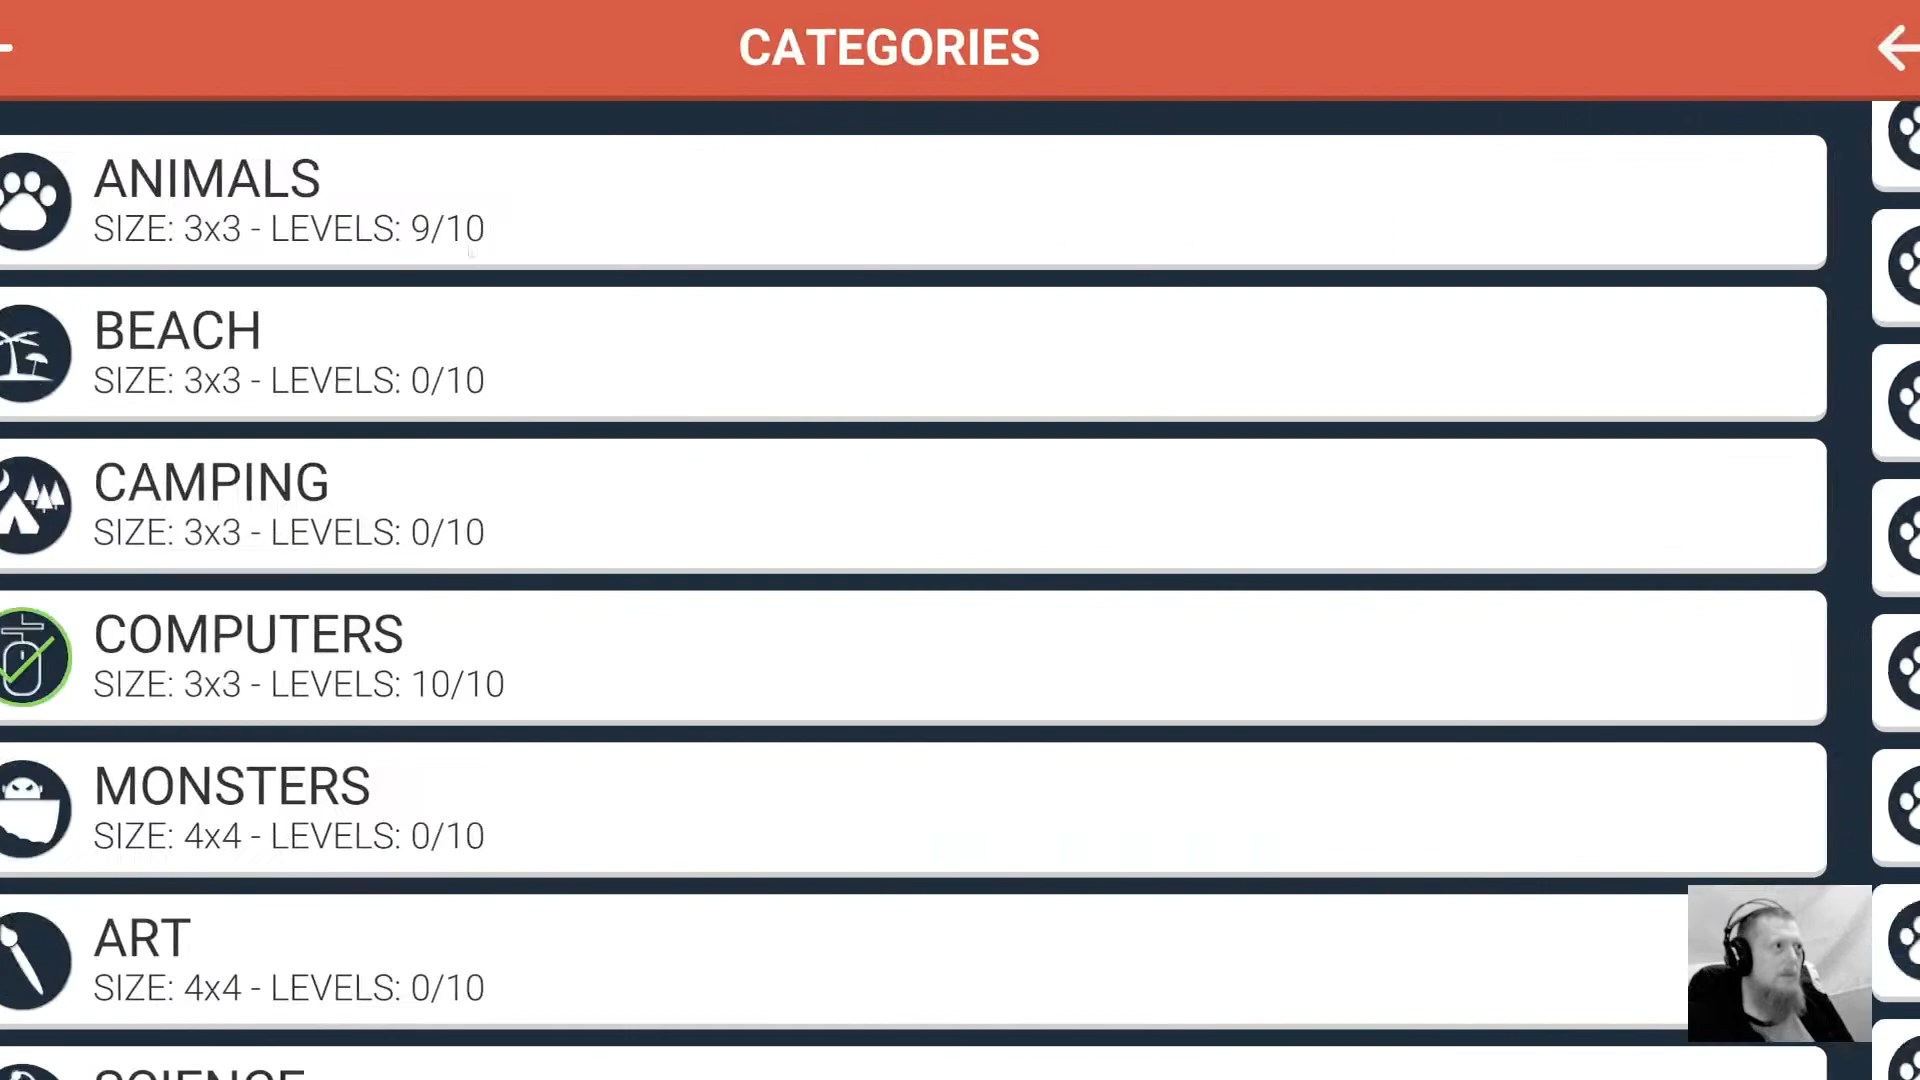 CATEGORIES
ANIMALS
SIZE: 3x3 - LEVELS: 9/10
BEACH
SIZE: 3x3 - LEVELS: 0/10
CAMPING
SIZE: 3x3 - LEVELS: 0/10
COMPUTERS
SIZE: 3x3 - LEVELS: 10/10
MONSTERS
SIZE: 4x4 - LEVELS: 0/10
ART
SIZE: 4x4 - LEVELS: 0/10
SCIENCE